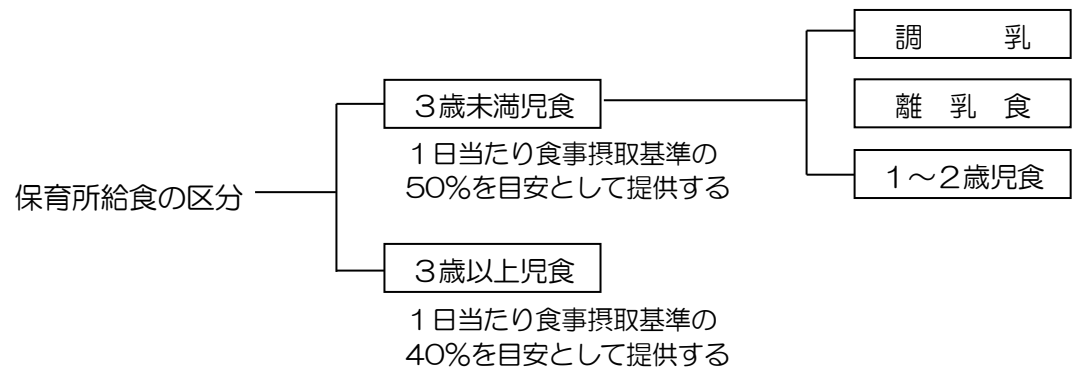 保育所給食の区分
３歳未満児食
１日当たり食事摂取基準の
50％を目安として提供する
調　　　乳
離　乳　食
１～２歳児食
３歳以上児食
１日当たり食事摂取基準の
40％を目安として提供する